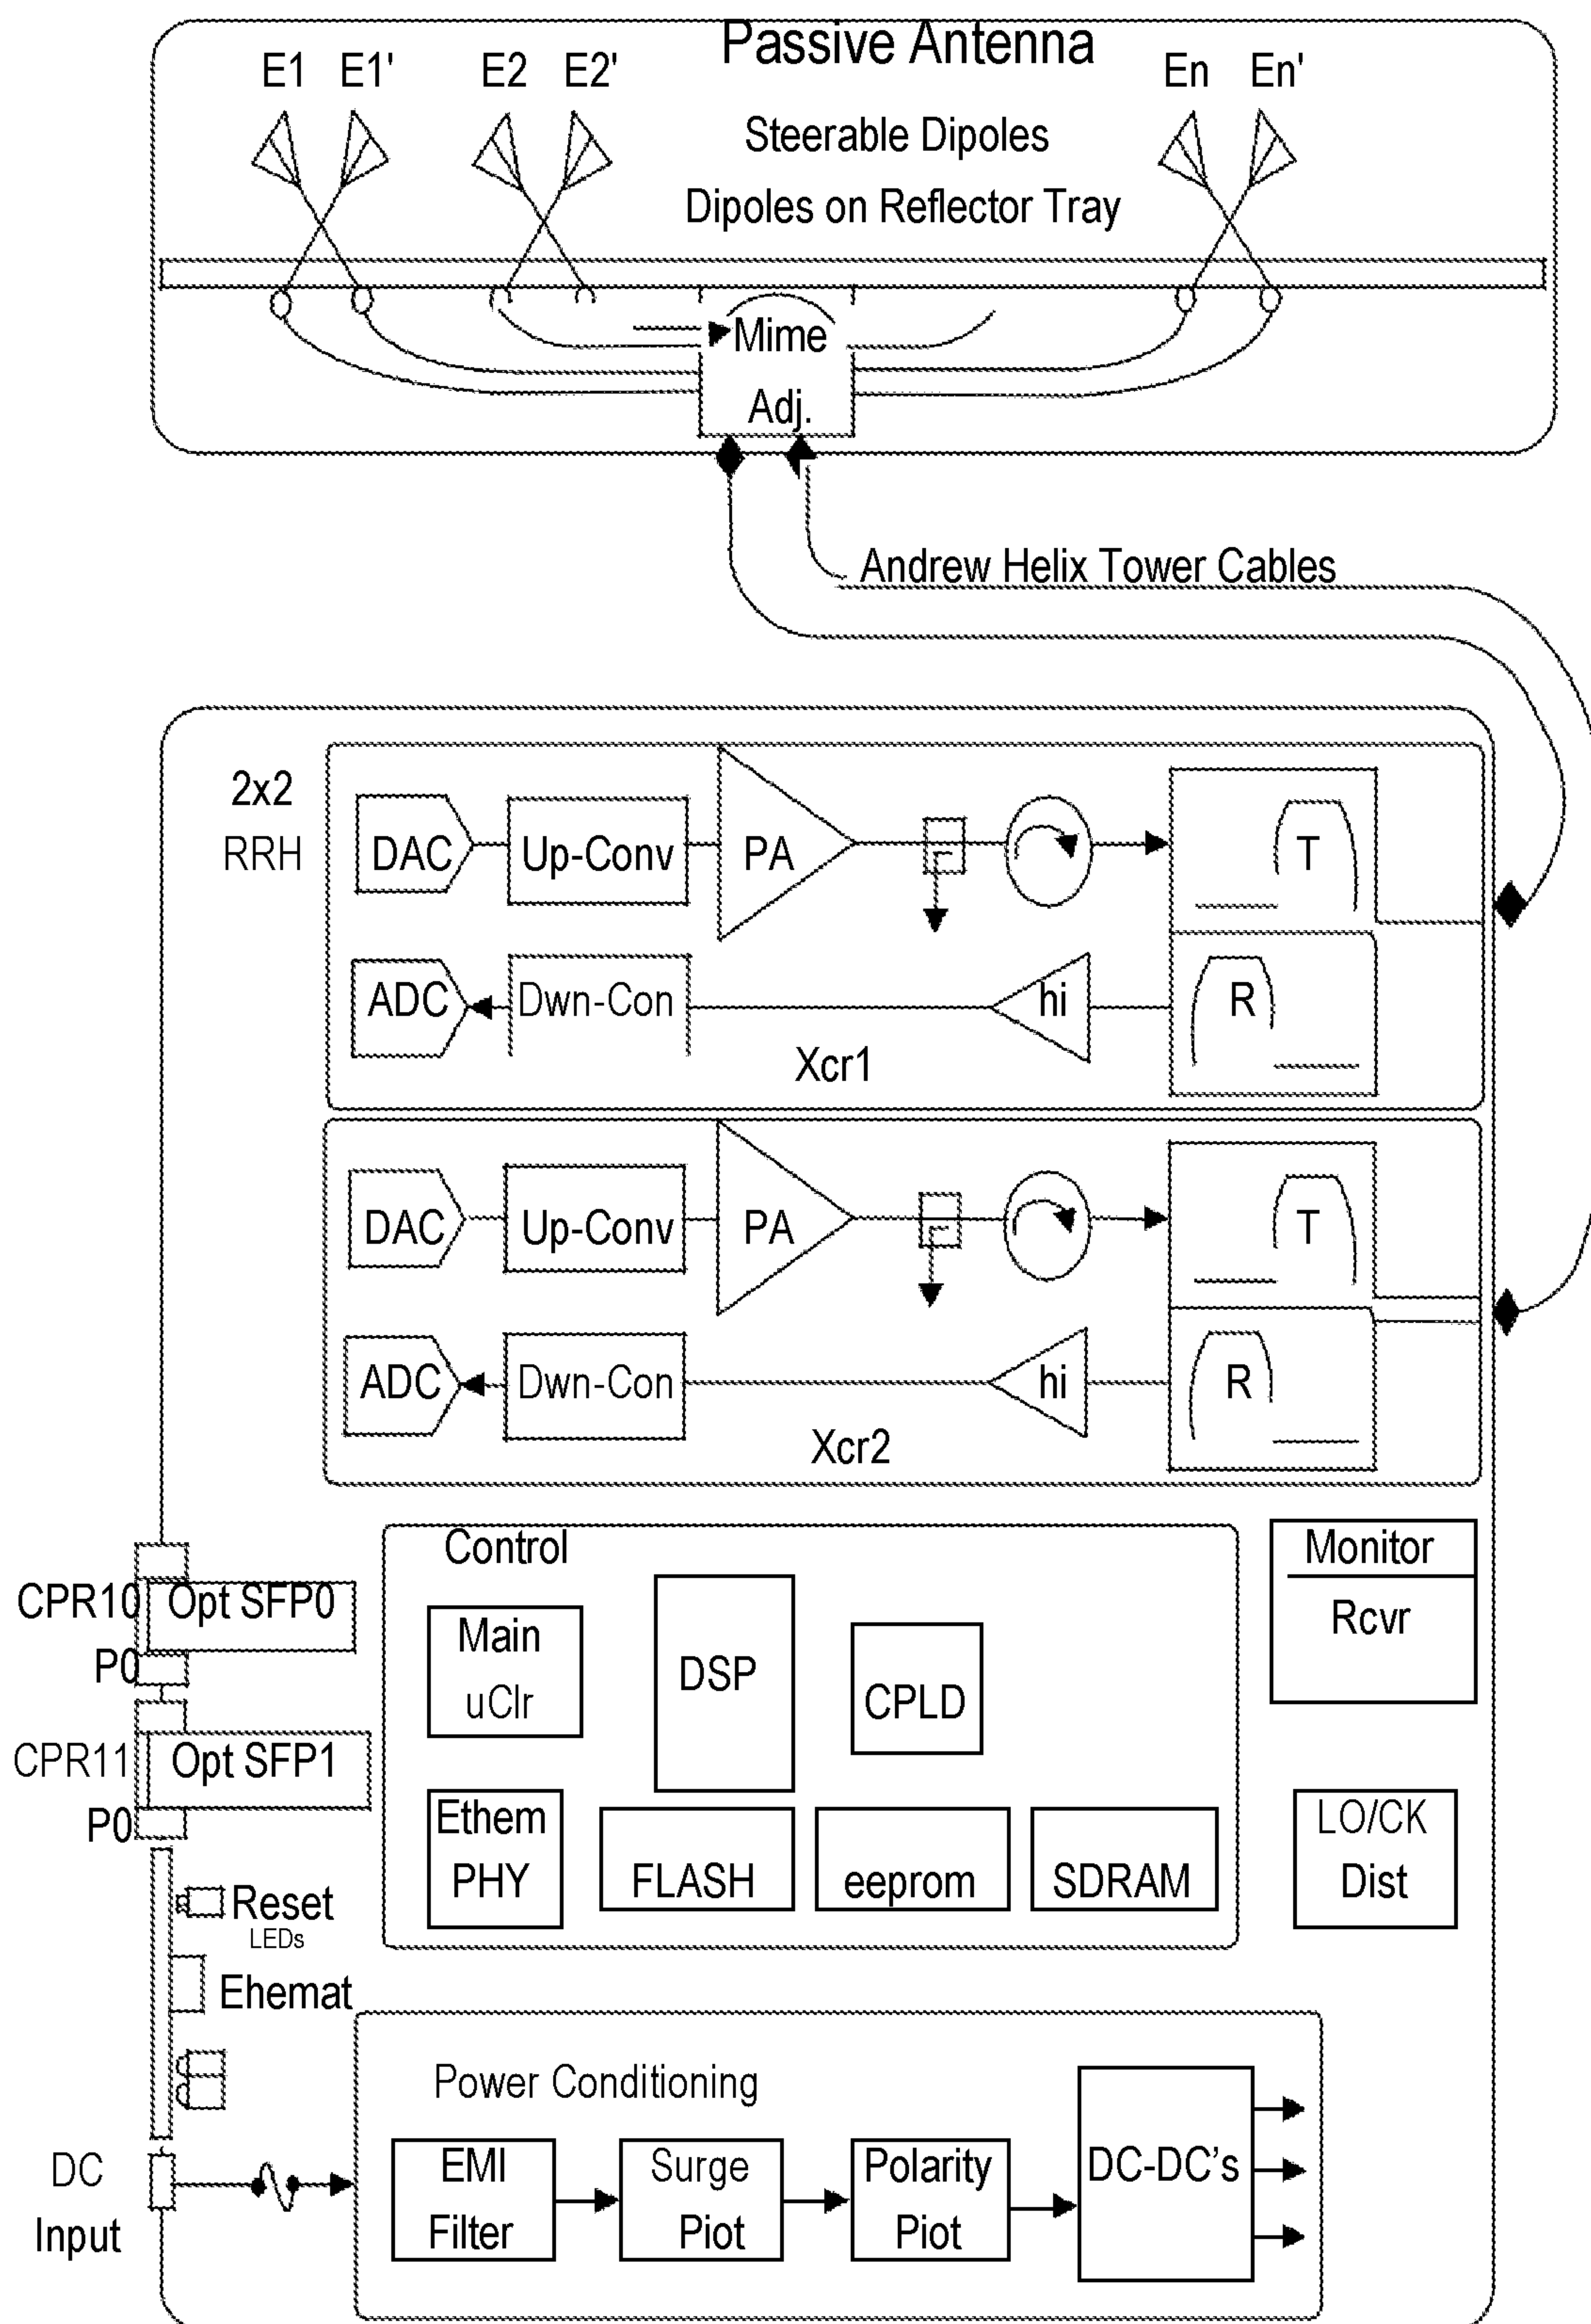 Passive Antenna
E1 E1' E2 E2' En En'
Steerable Dipoles
Dipoles on Reflector Tray
Mime
Adj.
Andrew Helix Tower Cables
2x2
RRH
DAC Up-Conv PA T
ADC Dwn-Con hi R
Xcr1
DAC Up-Conv PA T
ADC Dwn-Con hi R
Xcr2
Control
Monitor
Rcvr
CPR10 Opt SFP0
P0
Main
uClr
DSP
CPLD
CPR11 Opt SFP1
P0
Ethem
PHY
FLASH
eeprom
SDRAM
LO/CK
Dist
Reset
LEDs
Ehemat
Power Conditioning
DC
Input
EMI
Filter
Surge
Piot
Polarity
Piot
DC-DC's